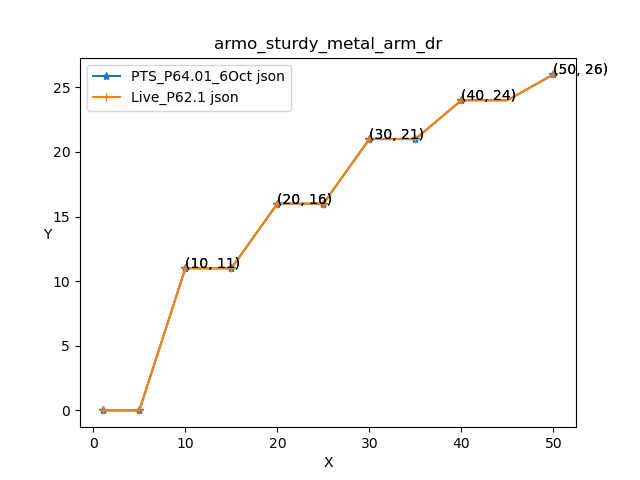 armo_sturdy_metal_arm_dr
PTS_P64.01_6Oct json
Live_P62.1 json
(50, 26)
(40, 24)
(30, 21)
(20, 16)
(10, 11)
25
20
15
10
5
0
Y
0 10 20 30 40 50
X